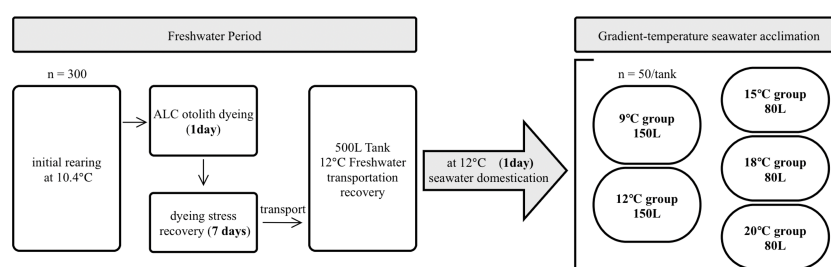 Freshwater Period
Gradient-temperature seawater acclimation
n = 300
initial rearing
at 10.4°C
ALC otolith dyeing
(1day)
dyeing stress
recovery (7 days)
transport
500L Tank
12°C Freshwater
transportation
recovery
at 12°C (1day)
seawater domestication
n = 50/tank
9℃ group
150L
12℃ group
150L
15℃ group
80L
18℃ group
80L
20℃ group
80L